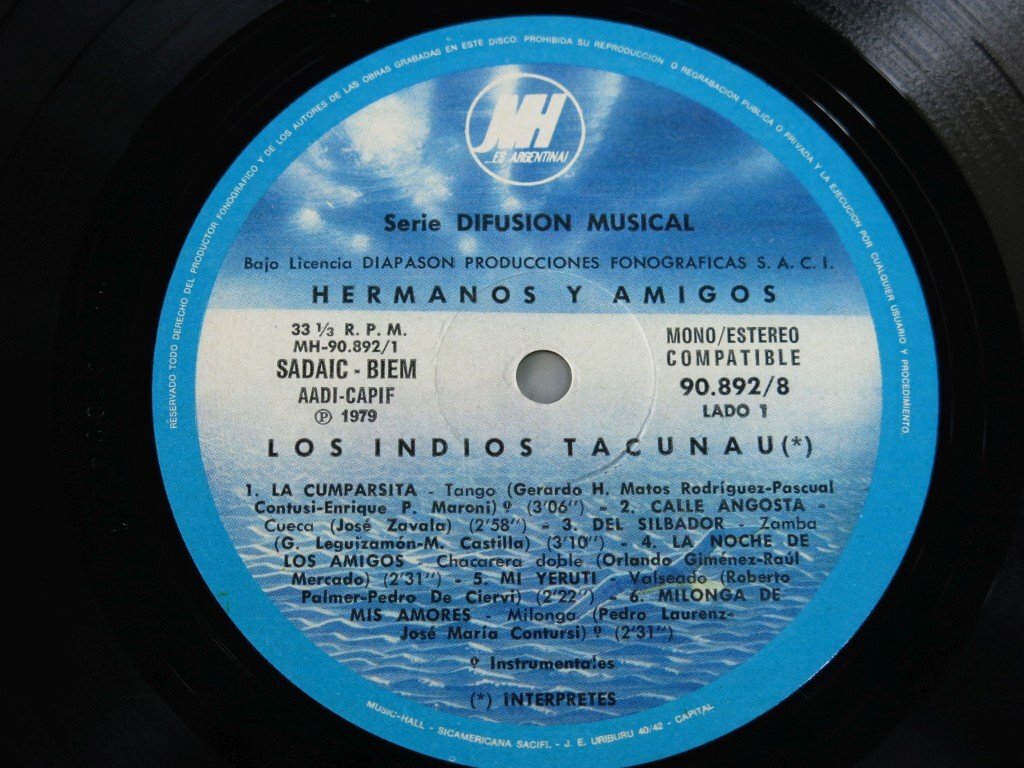 RESERVADO TODO DERECHO DEL PRODUCTOR FONOGRAFICO Y DE LOS AUTORES DE LAS OBRAS GRABADAS EN ESTE DISCO. PROHIBIDA SU REPRODUCCION O REGRABACION PUBLICA O PRIVADA Y LA EJECUCION POR CUALQUIER USUARIO Y PROCEDIMIENTO.
MH
...ES ARGENTINA!
Serie DIFUSION MUSICAL
Bajo Licencia DIAPASON PRODUCCIONES FONOGRAFICAS S. A. C. I.
HERMANOS Y AMIGOS
33 1/3 R. P. M.
MH-90.892/1
SADAIC - BIEM
AADI-CAPIF
℗ 1979
MONO/ESTEREO
COMPATIBLE
90.892/8
LADO 1
LOS INDIOS TACUNAU(*)
1. LA CUMPARSITA - Tango (Gerardo H. Matos Rodríguez-Pascual
Contusi-Enrique P. Maroni) º (3'06'') - 2. CALLE ANGOSTA -
Cueca (José Zavala) (2'58'') - 3. DEL SILBADOR - Zamba
(G. Leguizamón-M. Castilla) (3'10'') - 4. LA NOCHE DE
LOS AMIGOS - Chacarera doble (Orlando Giménez-Raúl
Mercado) (2'31'') - 5. MI YERUTI - Valseado (Roberto
Palmer-Pedro De Ciervi) (2'22'') - 6. MILONGA DE
MIS AMORES - Milonga (Pedro Laurenz-
José María Contursi) º (2'31'')
º Instrumentales
(*) INTERPRETES
MUSIC-HALL - SICAMERICANA SACIFI. - J. E. URIBURU 40/42 - CAPITAL